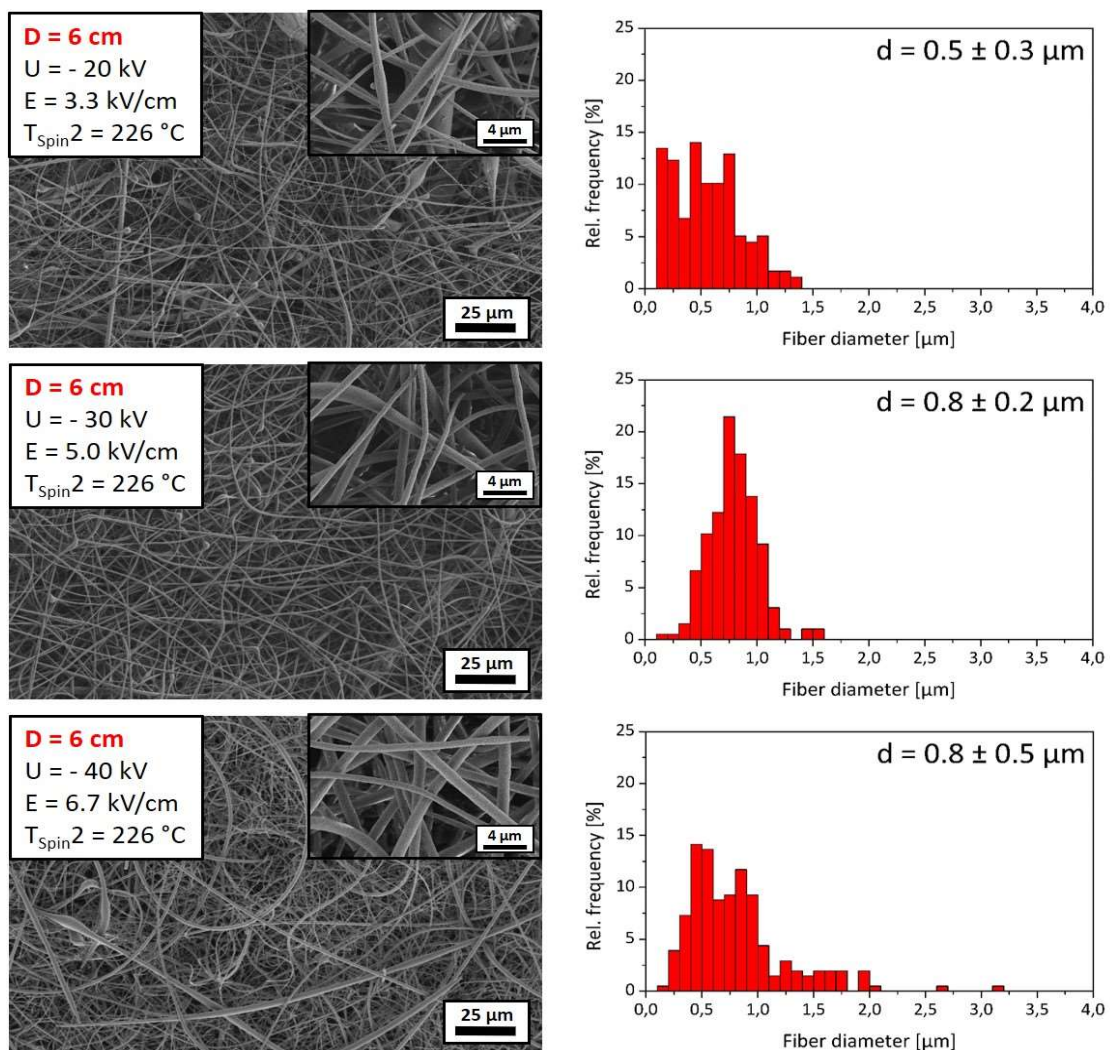 D = 6 cm
U = - 20 kV
E = 3.3 kV/cm
TSpin2 = 226 °C
4 µm
25 µm
d = 0.5 ± 0.3 µm
Rel. frequency [%]
25
20
15
10
5
0
0,0 0,5 1,0 1,5 2,0 2,5 3,0 3,5 4,0
Fiber diameter [µm]
D = 6 cm
U = - 30 kV
E = 5.0 kV/cm
TSpin2 = 226 °C
4 µm
25 µm
d = 0.8 ± 0.2 µm
Rel. frequency [%]
25
20
15
10
5
0
0,0 0,5 1,0 1,5 2,0 2,5 3,0 3,5 4,0
Fiber diameter [µm]
D = 6 cm
U = - 40 kV
E = 6.7 kV/cm
TSpin2 = 226 °C
4 µm
25 µm
d = 0.8 ± 0.5 µm
Rel. frequency [%]
25
20
15
10
5
0
0,0 0,5 1,0 1,5 2,0 2,5 3,0 3,5 4,0
Fiber diameter [µm]